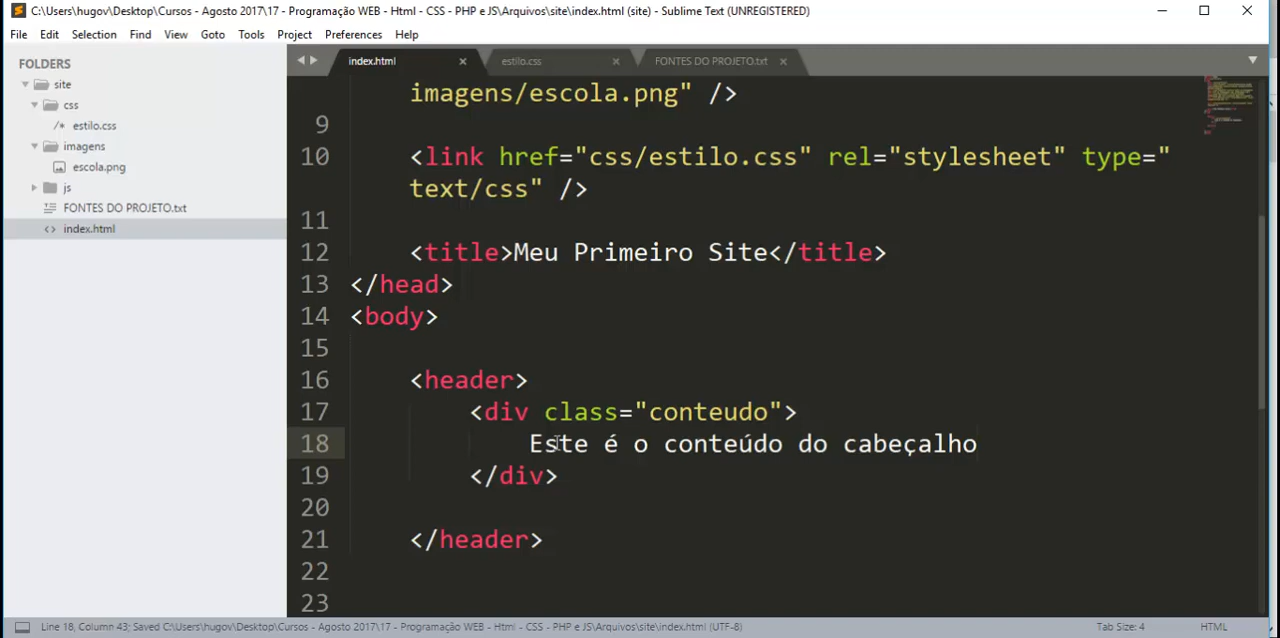 C:\Users\hugov\Desktop\Cursos - Agosto 2017\17 - Programação WEB - Html - CSS - PHP e JS\Arquivos\site\index.html (site) - Sublime Text (UNREGISTERED)
File Edit Selection Find View Goto Tools Project Preferences Help
FOLDERS
site
css
/* estilo.css
imagens
escola.png
js
FONTES DO PROJETO.txt
<> index.html
index.html estilo.css FONTES DO PROJETO.txt
imagens/escola.png" />
9
10 <link href="css/estilo.css" rel="stylesheet" type="
text/css" />
11
12 <title>Meu Primeiro Site</title>
13 </head>
14 <body>
15
16 <header>
17 <div class="conteudo">
18 Este é o conteúdo do cabeçalho
19 </div>
20
21 </header>
22
23
Line 18, Column 43; Saved C:\Users\hugov\Desktop\Cursos - Agosto 2017\17 - Programação WEB - Html - CSS - PHP e JS\Arquivos\site\index.html (UTF-8) Tab Size: 4 HTML